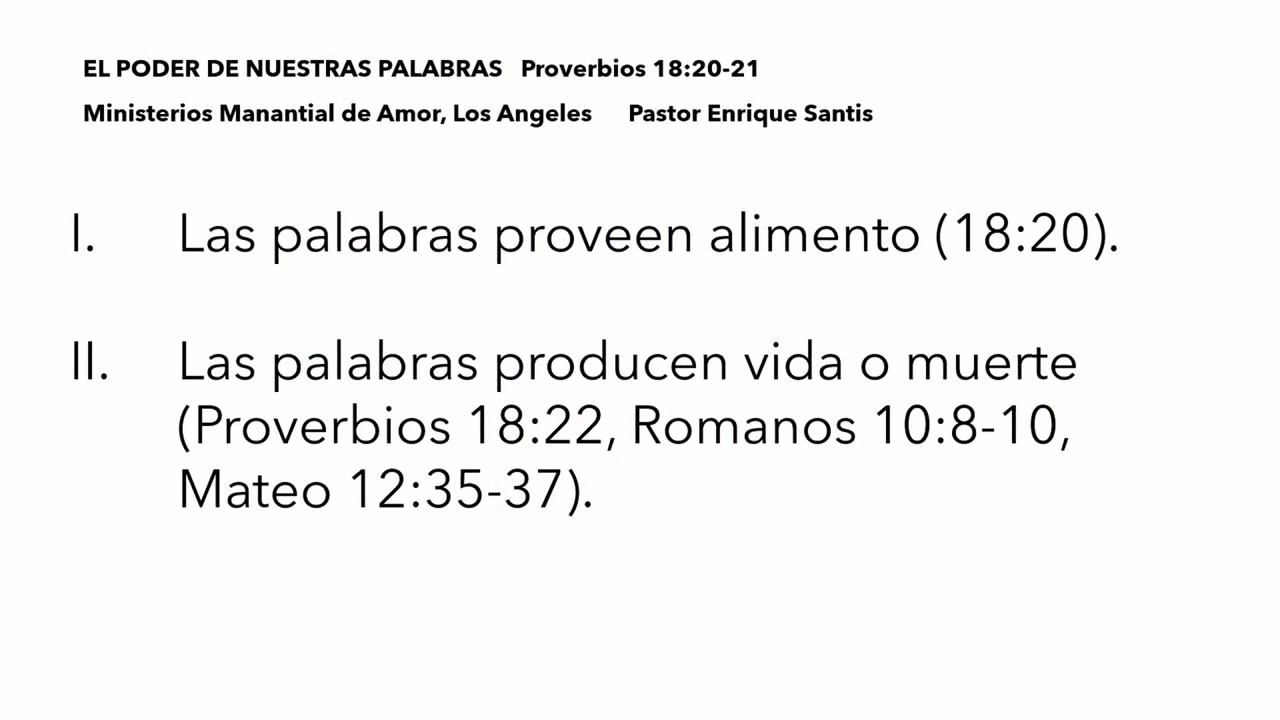 EL PODER DE NUESTRAS PALABRAS Proverbios 18:20-21
Ministerios Manantial de Amor, Los Angeles Pastor Enrique Santis
I. Las palabras proveen alimento (18:20).
II. Las palabras producen vida o muerte
(Proverbios 18:22, Romanos 10:8-10,
Mateo 12:35-37).